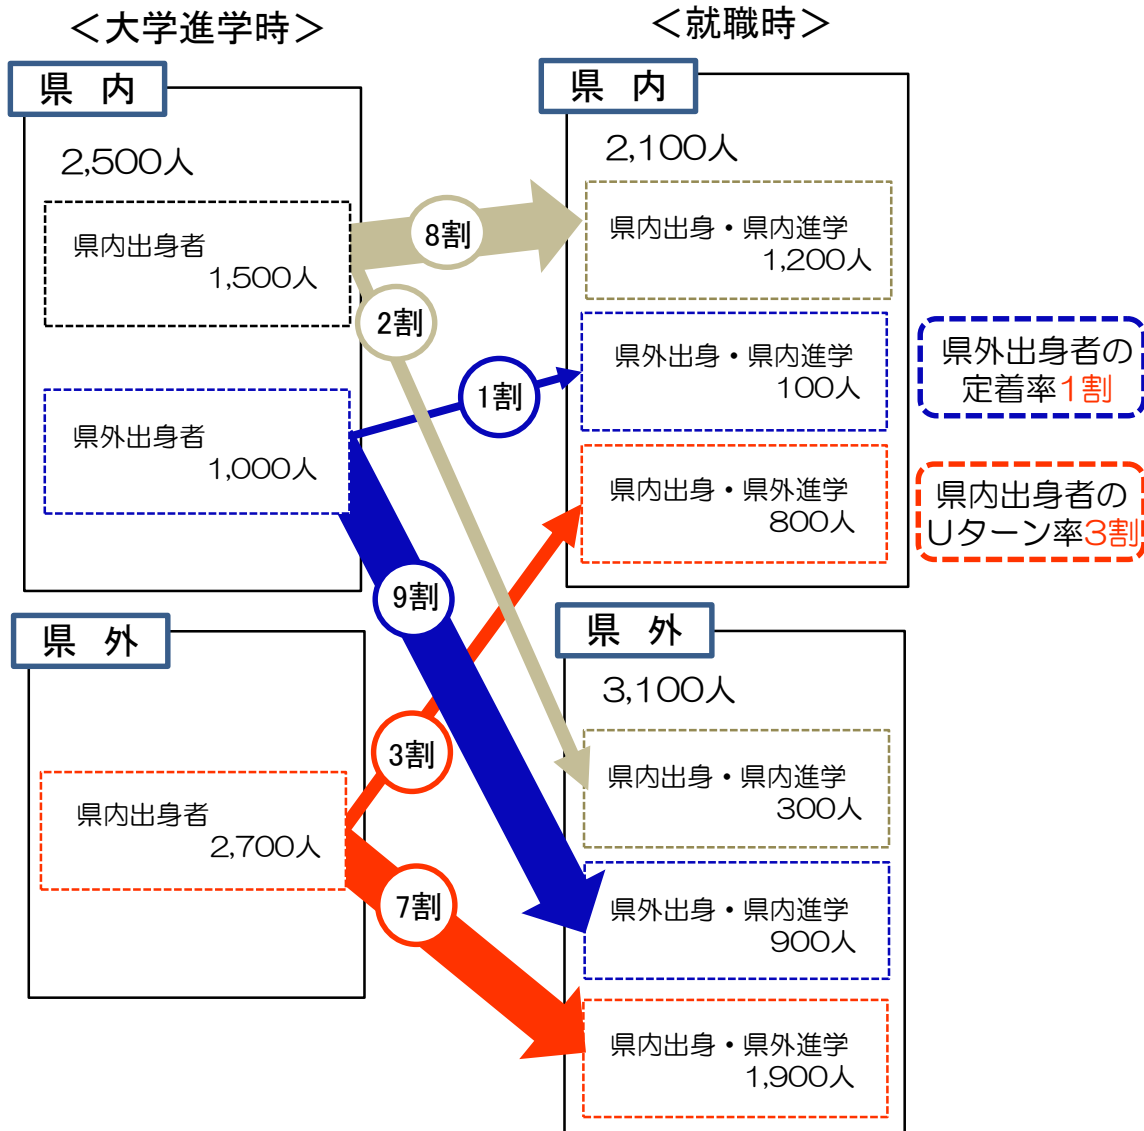 ＜大学進学時＞
県 内
2,500人
県内出身者
1,500人
県外出身者
1,000人
県 外
県内出身者
2,700人
8割
2割
1割
9割
3割
7割
＜就職時＞
県 内
2,100人
県内出身・県内進学
1,200人
県外出身・県内進学
100人
県内出身・県外進学
800人
県 外
3,100人
県内出身・県内進学
300人
県外出身・県内進学
900人
県内出身・県外進学
1,900人
県外出身者の
定着率1割
県内出身者の
Uターン率3割